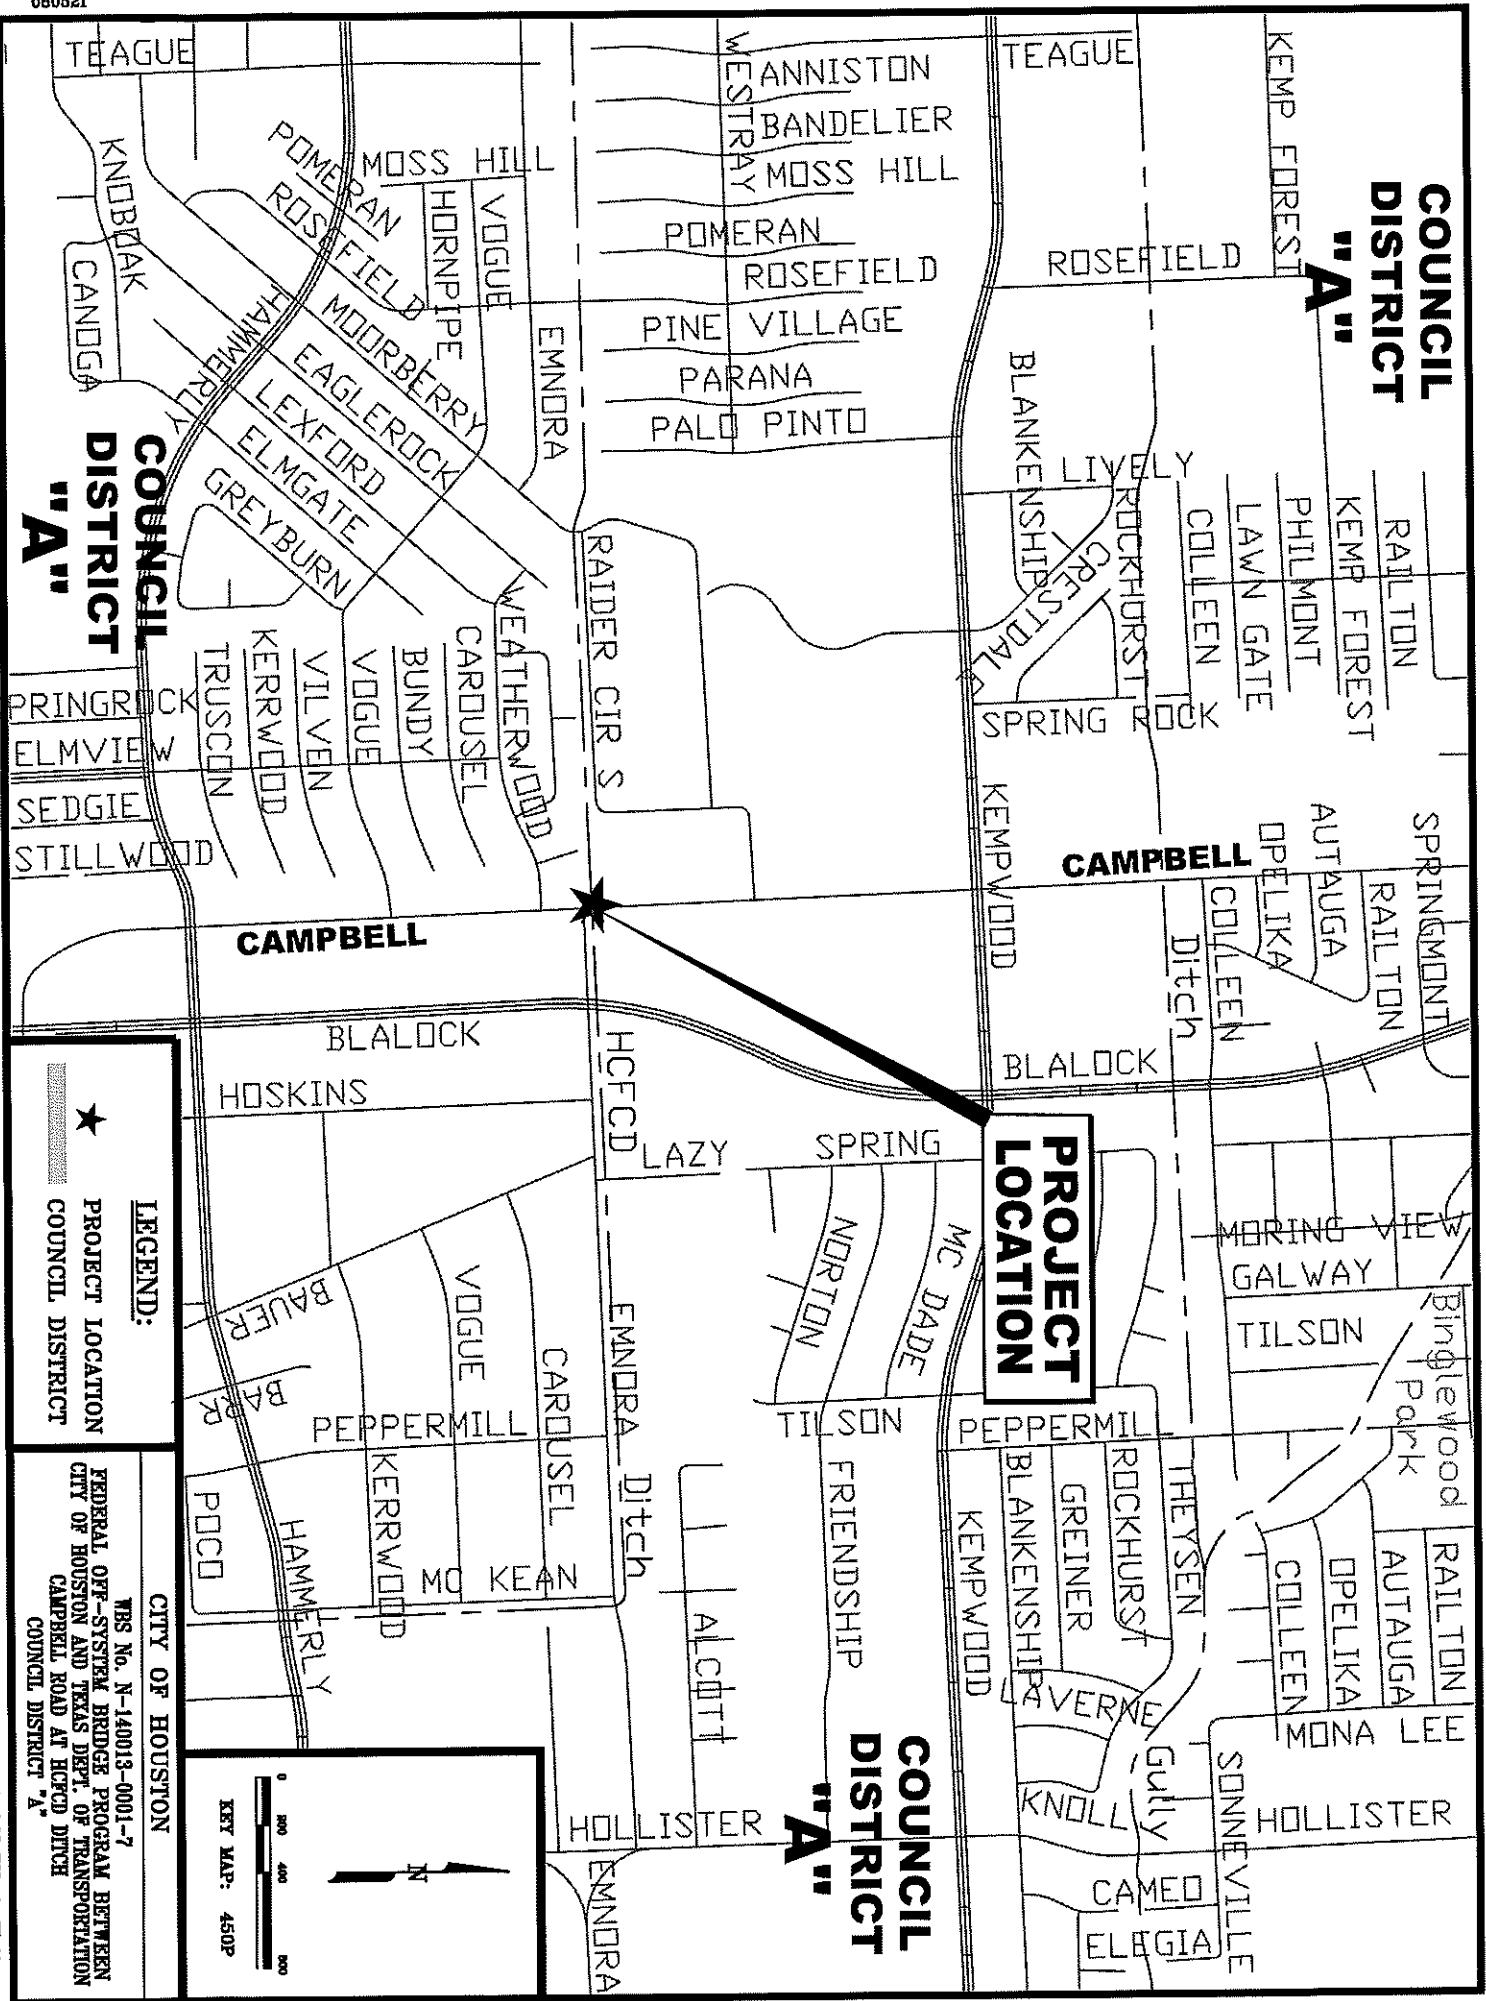 TEAGUE
WESTRAY
ANNISTON
BANDELIER
MOSS HILL
POMERAN
ROSEFIELD
PINE VILLAGE
PARANA
PALO PINTO
TEAGUE
KEMP FOREST
ROSEFIELD
COUNCIL
DISTRICT
"A"
KNOBOAK
CANOGA
POMERAN
ROSEFIELD
MOSS HILL
HORNPIPE
VOGUE
EMNORA
HAMMERLY
MOORBERRY
EAGLEROCK
LEXFORD
ELMGATE
GREYBURN
COUNCIL
DISTRICT
"A"
BLANKENSHIP
LIVELY
CRESTDALE
ROCKHURST
COLLEEN
LAWN GATE
PHILMONT
KEMP FOREST
RAILTON
SPRING ROCK
RAIDER CIR S
WEATHERWOOD
CAROUSEL
BUNDY
VOGUE
VILVEN
KERRWOOD
TRUSCON
PRINGROCK
ELMVIEW
SEDGIE
STILLWOOD
KEMPWOOD
CAMPBELL
OPELIKA
AUTAUGA
RAILTON
SPRINGMONT
COLLEEN
Ditch
CAMPBELL
BLALOCK
BLALOCK
HOSKINS
HCFCD
LAZY
SPRING
PROJECT
LOCATION
NORTON
MC DADE
MORING VIEW
GALWAY
TILSON
Binglewood
Park
BAUER
BARR
VOGUE
CAROUSEL
EMNORA
Ditch
PEPPERMILL
KERRWOOD
POCO
HAMMERLY
MC KEAN
TILSON
FRIENDSHIP
ALCOTT
PEPPERMILL
KEMPWOOD
BLANKENSHIP
GREINER
ROCKHURST
THEYSEN
COLLEEN
OPELIKA
AUTAUGA
RAILTON
LAVERNE
MONA LEE
Gully
KNOLL
SONNEVILLE
HOLLISTER
CAMEO
ELEGIA
COUNCIL
DISTRICT
"A"
HOLLISTER
EMNORA
LEGEND:
PROJECT LOCATION
COUNCIL DISTRICT
N
0 200 400 800
KEY MAP: 450P
CITY OF HOUSTON
WBS No. N-140013-0001-7
FEDERAL OFF-SYSTEM BRIDGE PROGRAM BETWEEN
CITY OF HOUSTON AND TEXAS DEPT. OF TRANSPORTATION
CAMPBELL ROAD AT HCFCD DITCH
COUNCIL DISTRICT "A"